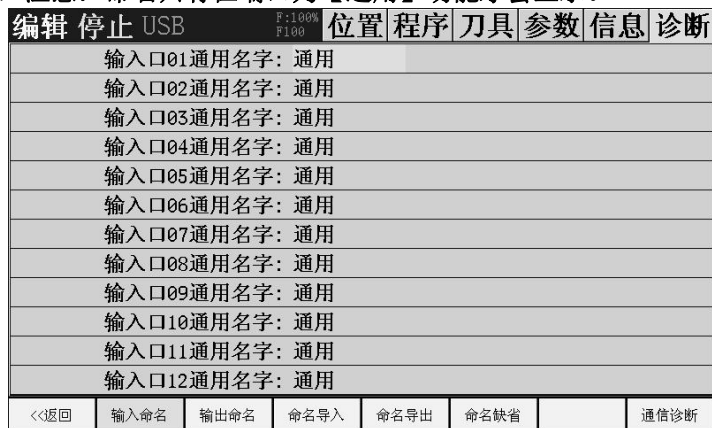 编辑 停止 USB F:100% F100 位置 程序 刀具 参数 信息 诊断
输入口01通用名字: 通用
输入口02通用名字: 通用
输入口03通用名字: 通用
输入口04通用名字: 通用
输入口05通用名字: 通用
输入口06通用名字: 通用
输入口07通用名字: 通用
输入口08通用名字: 通用
输入口09通用名字: 通用
输入口10通用名字: 通用
输入口11通用名字: 通用
输入口12通用名字: 通用
<<返回 输入命名 输出命名 命名导入 命名导出 命名缺省 通信诊断